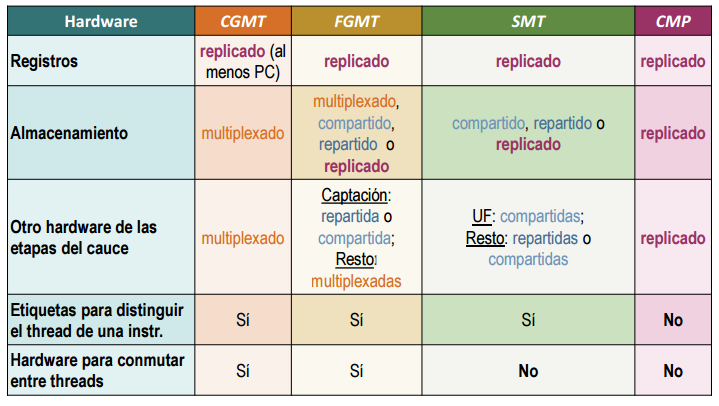 Hardware CGMT FGMT SMT CMP
Registros
replicado (al
menos PC)
replicado
replicado
replicado
Almacenamiento
multiplexado
multiplexado,
compartido,
repartido o
replicado
compartido, repartido o
replicado
replicado
Otro hardware de las
etapas del cauce
multiplexado
Captación:
repartida o
compartida;
Resto:
multiplexadas
UF: compartidas;
Resto: repartidas o
compartidas
replicado
Etiquetas para distinguir
el thread de una instr.
Sí
Sí
Sí
No
Hardware para conmutar
entre threads
Sí
Sí
No
No